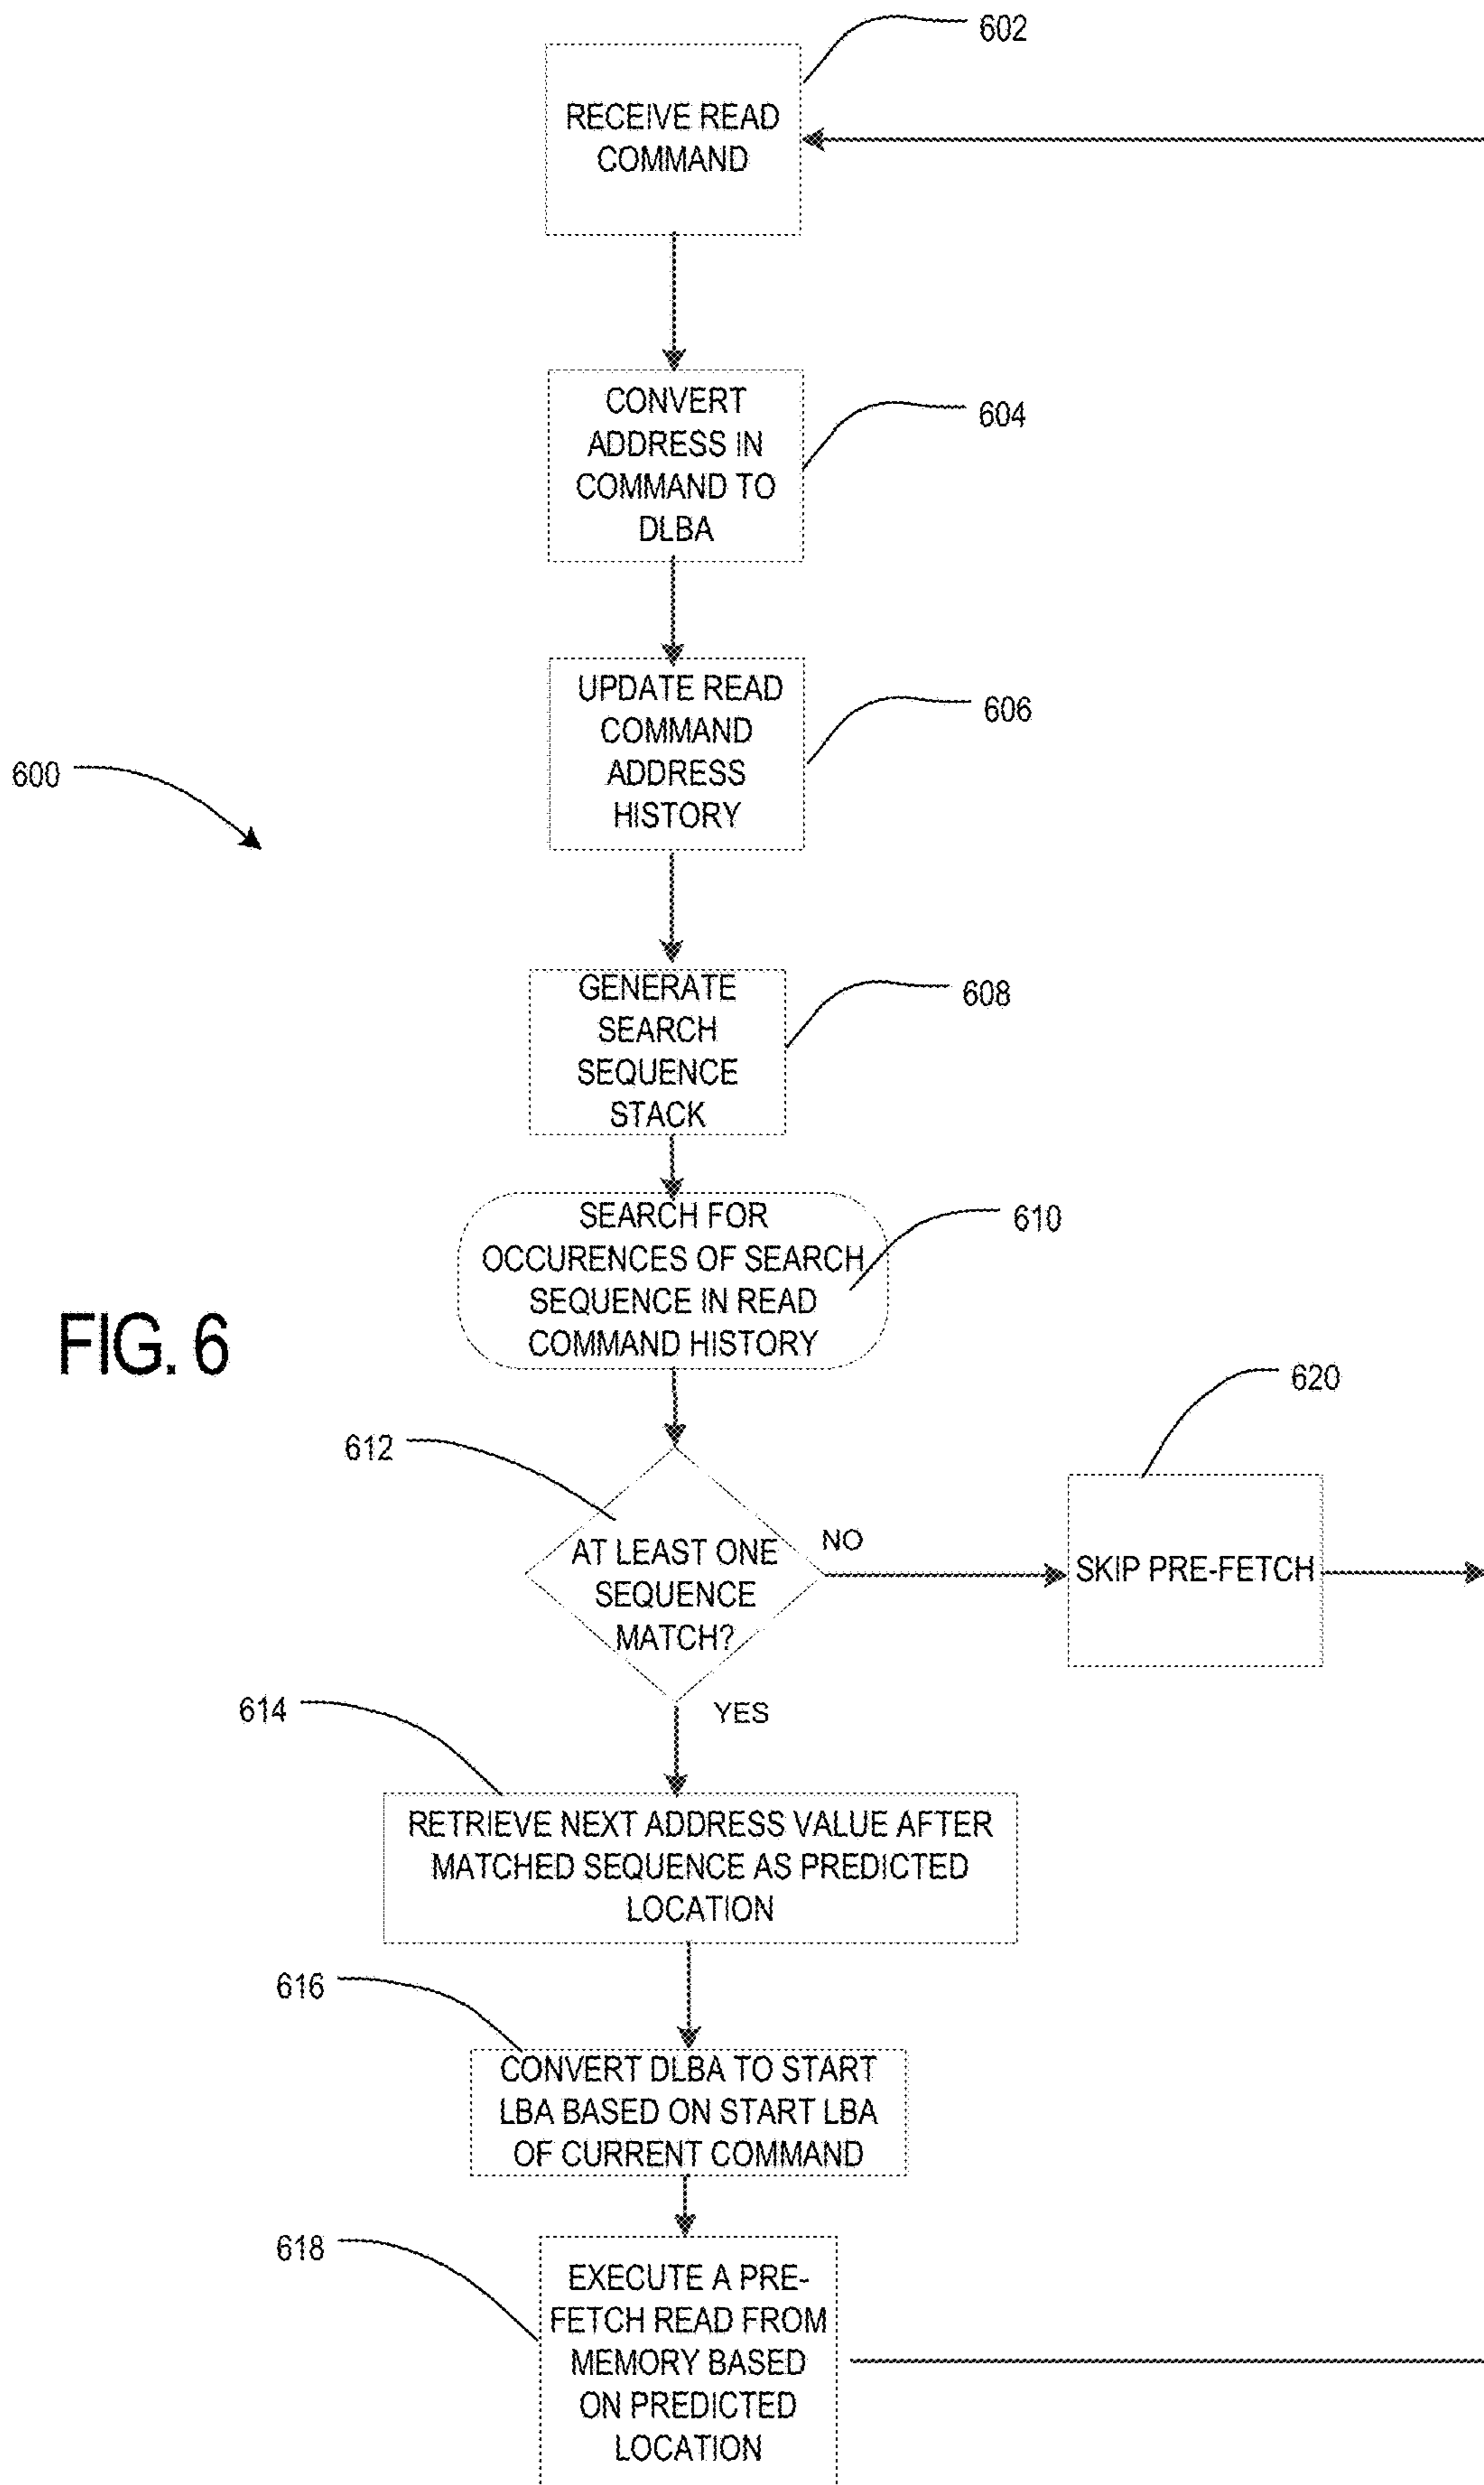 602
RECEIVE READ
COMMAND
CONVERT
ADDRESS IN
COMMAND TO
DLBA
604
UPDATE READ
COMMAND
ADDRESS
HISTORY
606
600
GENERATE
SEARCH
SEQUENCE
STACK
608
SEARCH FOR
OCCURENCES OF SEARCH
SEQUENCE IN READ
COMMAND HISTORY
610
FIG. 6
612
AT LEAST ONE
SEQUENCE
MATCH?
NO
620
SKIP PRE-FETCH
YES
614
RETRIEVE NEXT ADDRESS VALUE AFTER
MATCHED SEQUENCE AS PREDICTED
LOCATION
616
CONVERT DLBA TO START
LBA BASED ON START LBA
OF CURRENT COMMAND
618
EXECUTE A PRE-
FETCH READ FROM
MEMORY BASED
ON PREDICTED
LOCATION